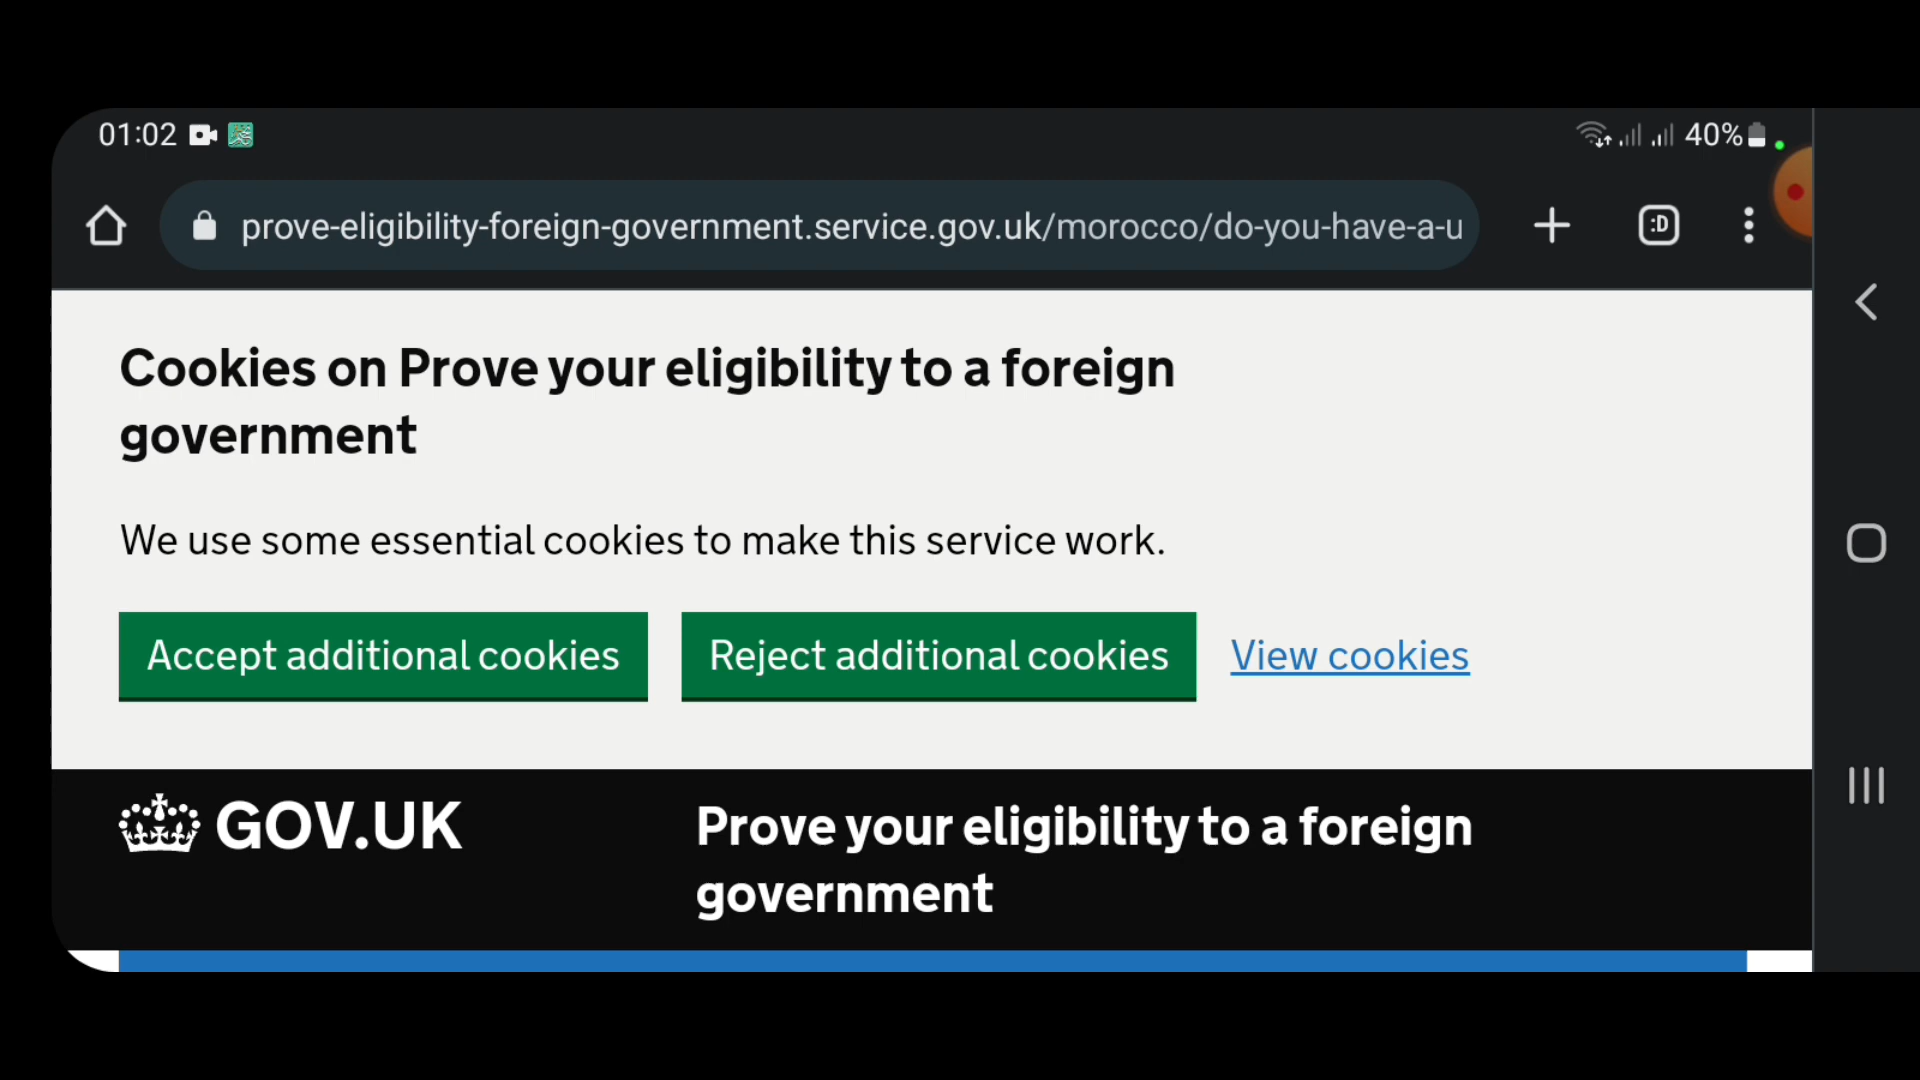 01:02
40%
prove-eligibility-foreign-government.service.gov.uk/morocco/do-you-have-a-u
:D
Cookies on Prove your eligibility to a foreign
government
We use some essential cookies to make this service work.
Accept additional cookies
Reject additional cookies
View cookies
GOV.UK
Prove your eligibility to a foreign
government